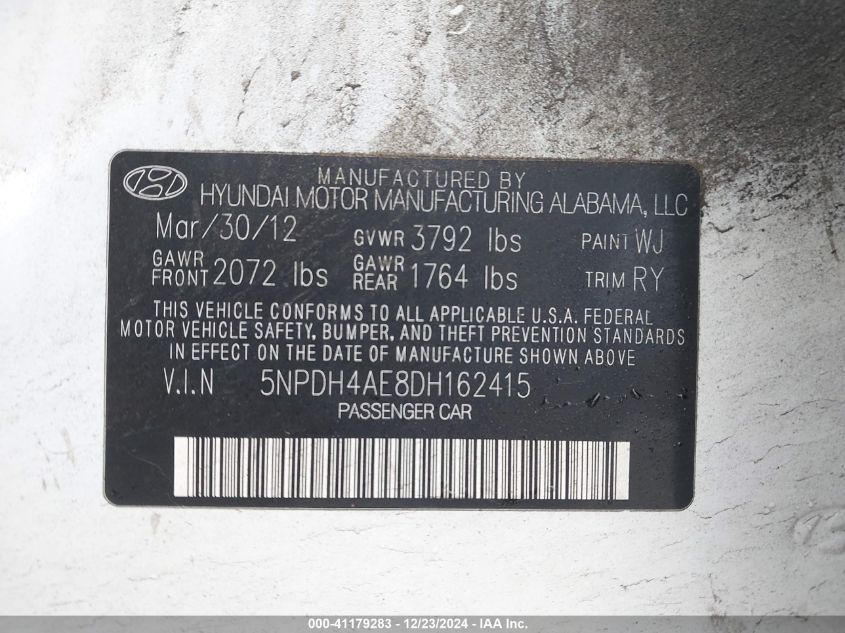 MANUFACTURED BY
HYUNDAI MOTOR MANUFACTURING ALABAMA, LLC
Mar/30/12 GVWR 3792 lbs PAINT WJ
GAWR FRONT 2072 lbs GAWR REAR 1764 lbs TRIM RY
THIS VEHICLE CONFORMS TO ALL APPLICABLE U.S.A. FEDERAL
MOTOR VEHICLE SAFETY, BUMPER, AND THEFT PREVENTION STANDARDS
IN EFFECT ON THE DATE OF MANUFACTURE SHOWN ABOVE
V.I.N 5NPDH4AE8DH162415
PASSENGER CAR
000-41179283 - 12/23/2024 - IAA Inc.